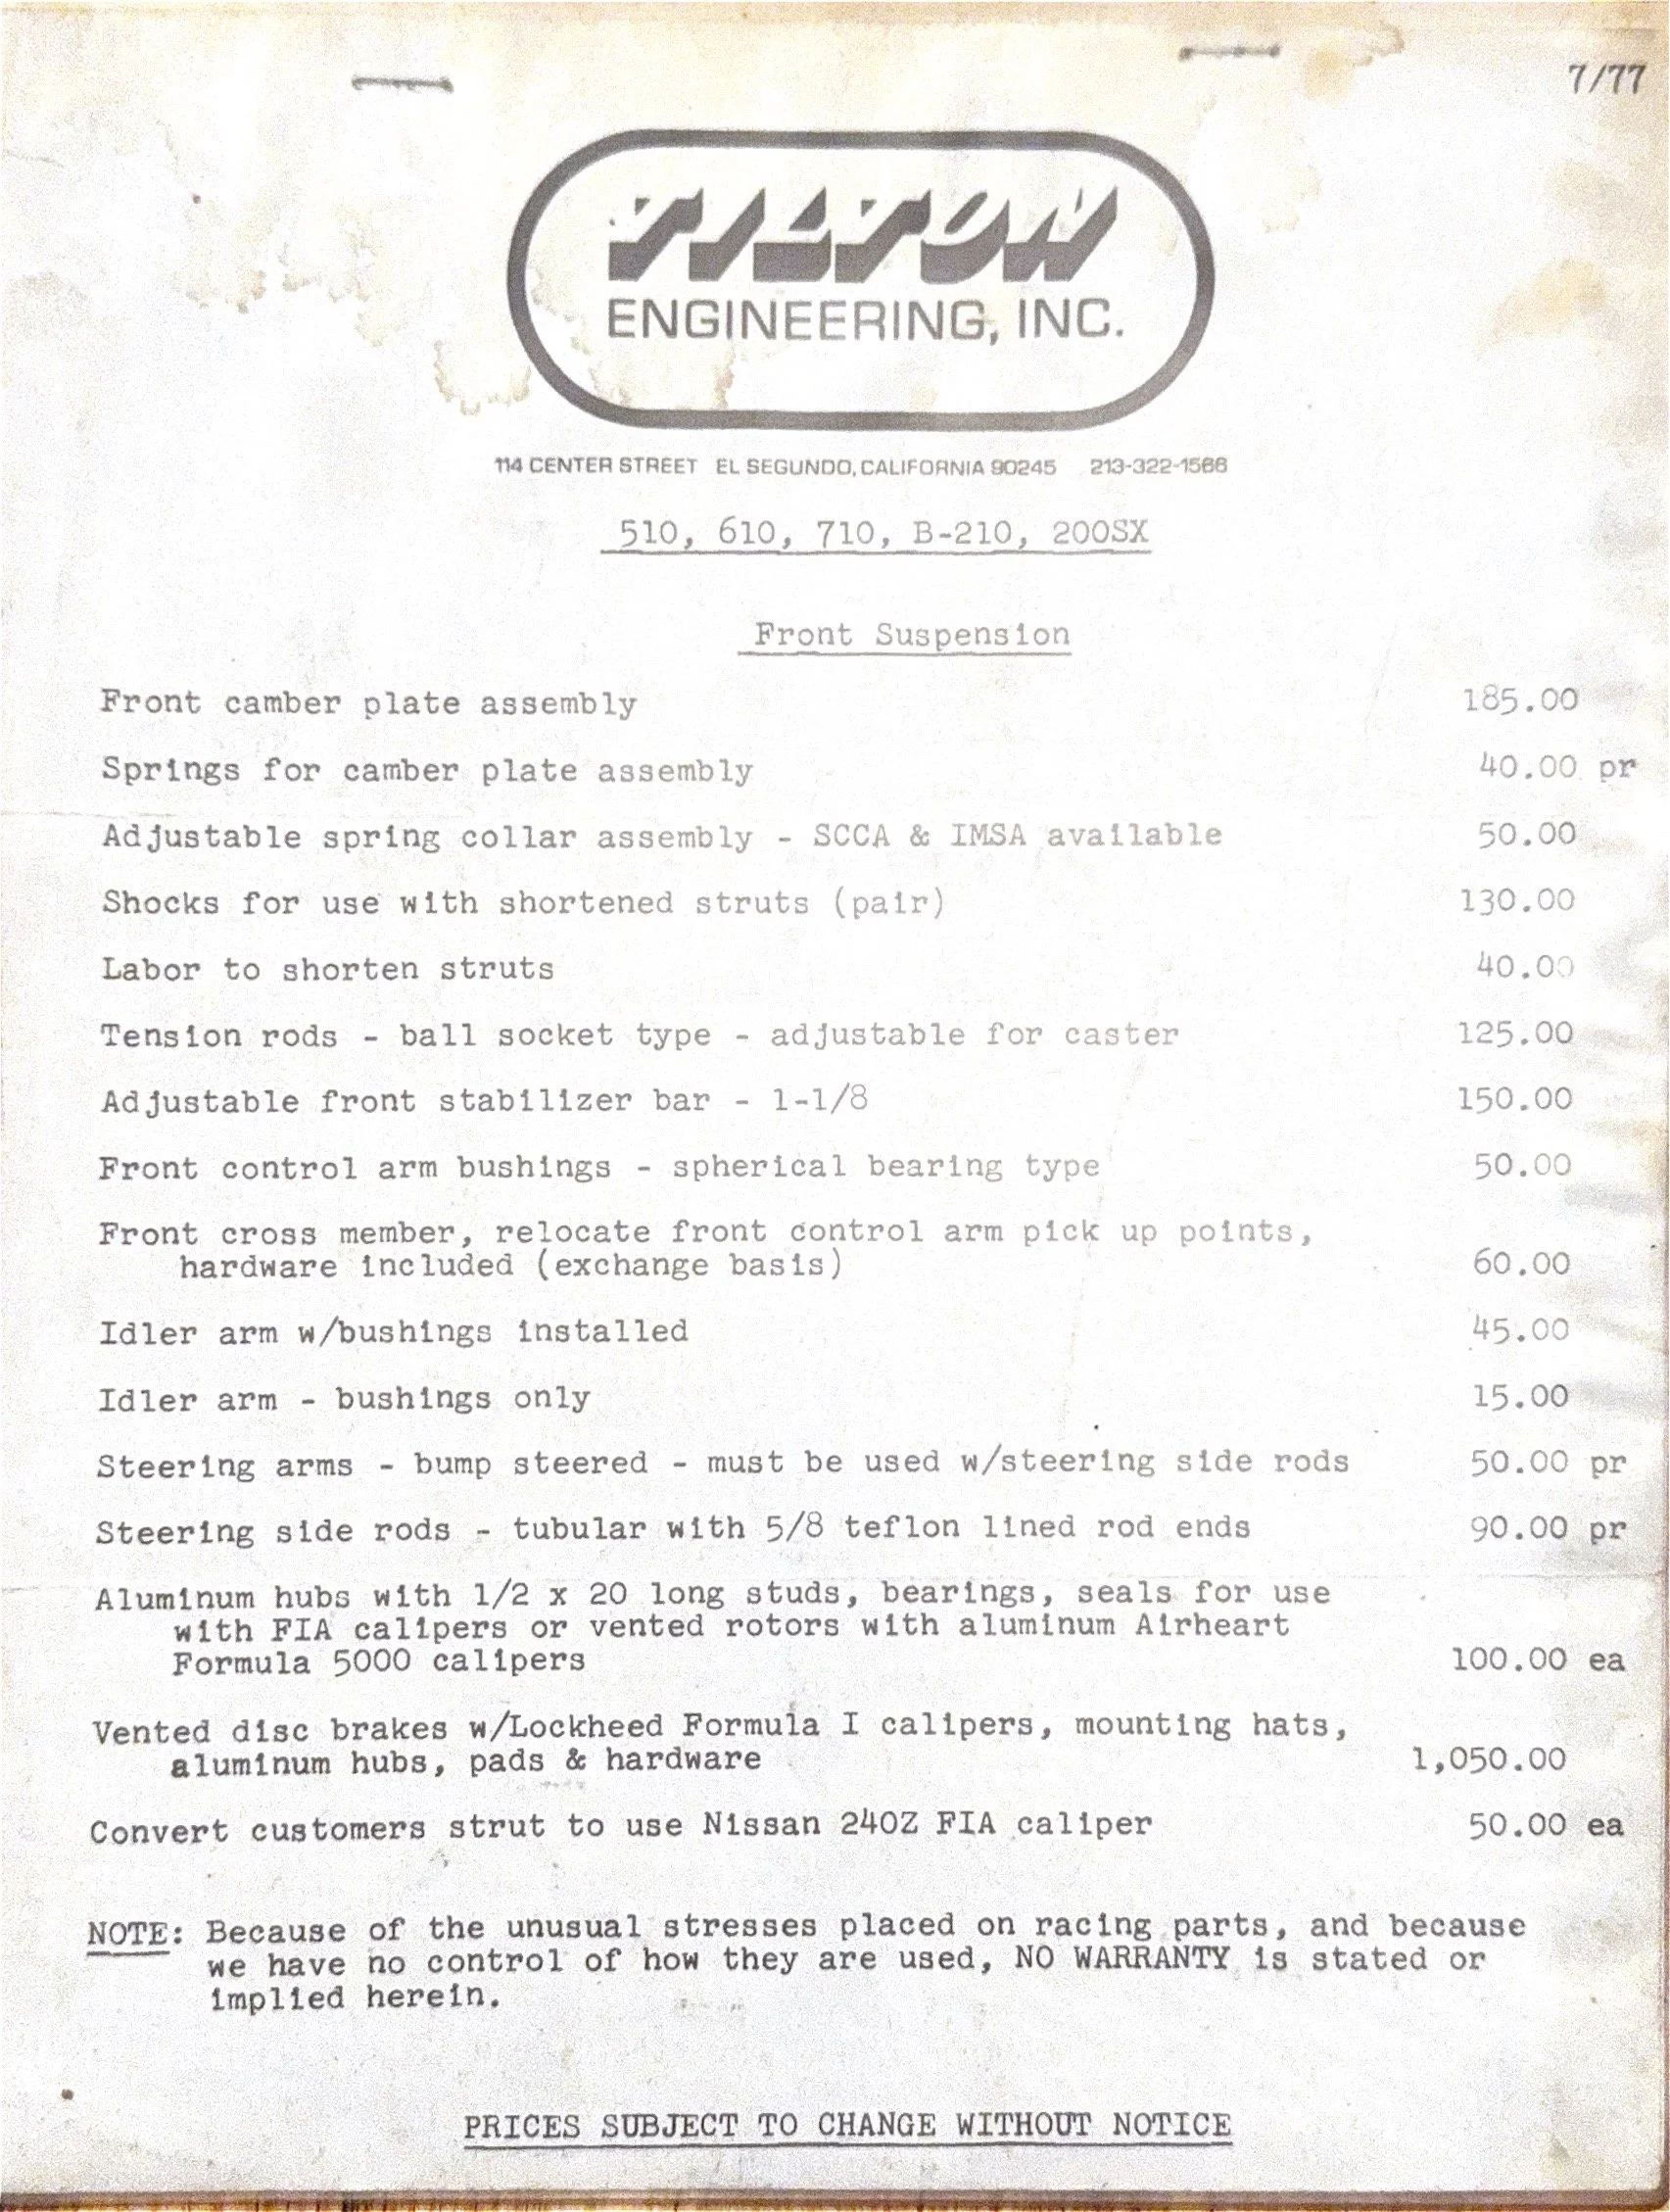 7/77
TILTON
ENGINEERING, INC.
114 CENTER STREET EL SEGUNDO, CALIFORNIA 90245 213-322-1566
510, 610, 710, B-210, 200SX
Front Suspension
Front camber plate assembly 185.00
Springs for camber plate assembly 40.00 pr
Adjustable spring collar assembly - SCCA & IMSA available 50.00
Shocks for use with shortened struts (pair) 130.00
Labor to shorten struts 40.00
Tension rods - ball socket type - adjustable for caster 125.00
Adjustable front stabilizer bar - 1-1/8 150.00
Front control arm bushings - spherical bearing type 50.00
Front cross member, relocate front control arm pick up points,
hardware included (exchange basis) 60.00
Idler arm w/bushings installed 45.00
Idler arm - bushings only 15.00
Steering arms - bump steered - must be used w/steering side rods 50.00 pr
Steering side rods - tubular with 5/8 teflon lined rod ends 90.00 pr
Aluminum hubs with 1/2 x 20 long studs, bearings, seals for use
with FIA calipers or vented rotors with aluminum Airheart
Formula 5000 calipers 100.00 ea
Vented disc brakes w/Lockheed Formula I calipers, mounting hats,
aluminum hubs, pads & hardware 1,050.00
Convert customers strut to use Nissan 240Z FIA caliper 50.00 ea
NOTE: Because of the unusual stresses placed on racing parts, and because
we have no control of how they are used, NO WARRANTY is stated or
implied herein.
PRICES SUBJECT TO CHANGE WITHOUT NOTICE